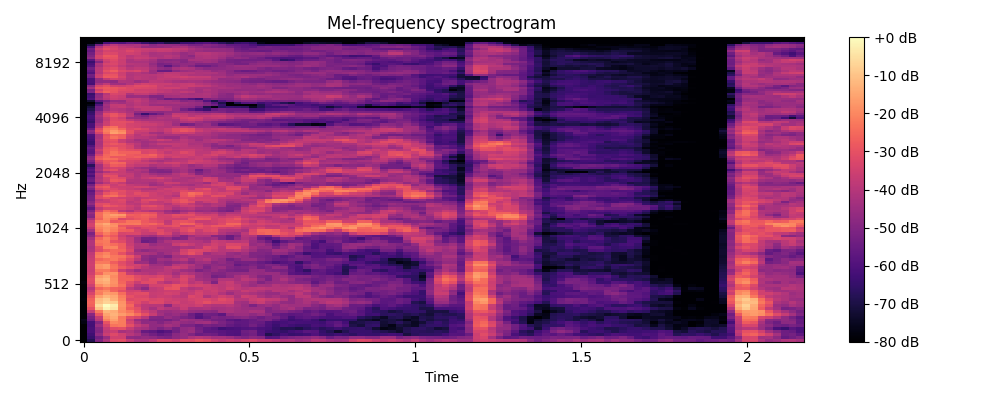 Mel-frequency spectrogram
Hz
8192
4096
2048
1024
512
0
0 0.5 1 1.5 2
Time
+0 dB
-10 dB
-20 dB
-30 dB
-40 dB
-50 dB
-60 dB
-70 dB
-80 dB